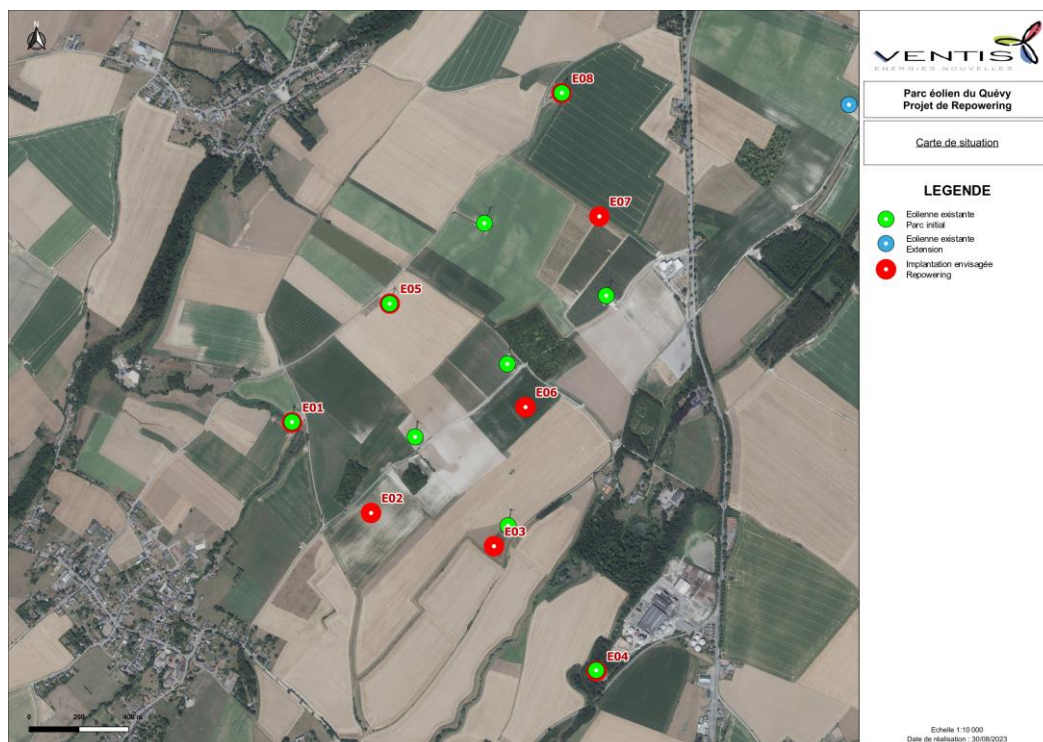 N
E08
E07
E05
E06
E01
E02
E03
E04
0 200 400 m
VENTIS
ENERGIES NOUVELLES
Parc éolien du Quévy
Projet de Repowering
Carte de situation
LEGENDE
Eolienne existante
Parc initial
Eolienne existante
Extension
Implantation envisagée
Repowering
Echelle 1:10 000
Date de réalisation : 30/08/2023